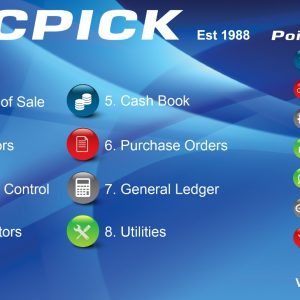 CPICK Est 1988 Poi
of Sale 5. Cash Book
ors 6. Purchase Orders
Control 7. General Ledger
tors 8. Utilities